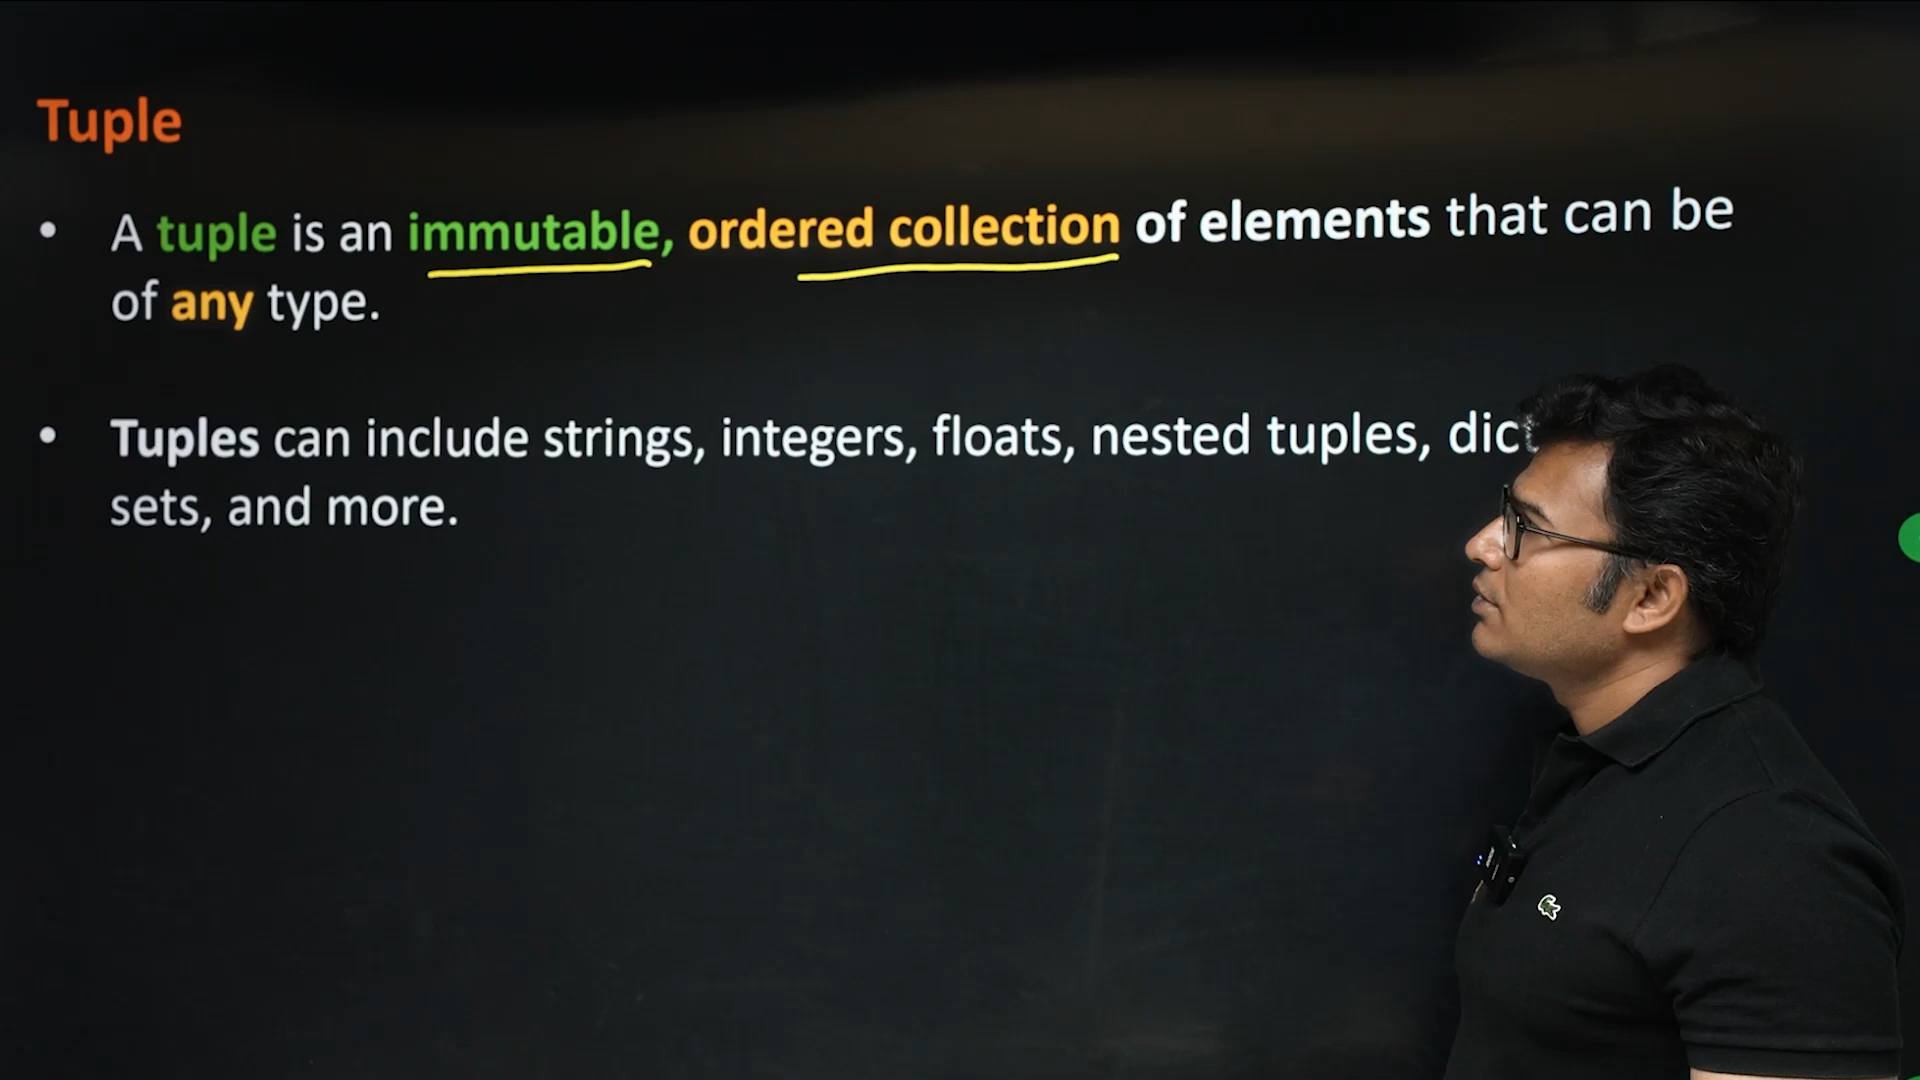 Tuple
• A tuple is an immutable, ordered collection of elements that can be
of any type.
• Tuples can include strings, integers, floats, nested tuples,
sets, and more.